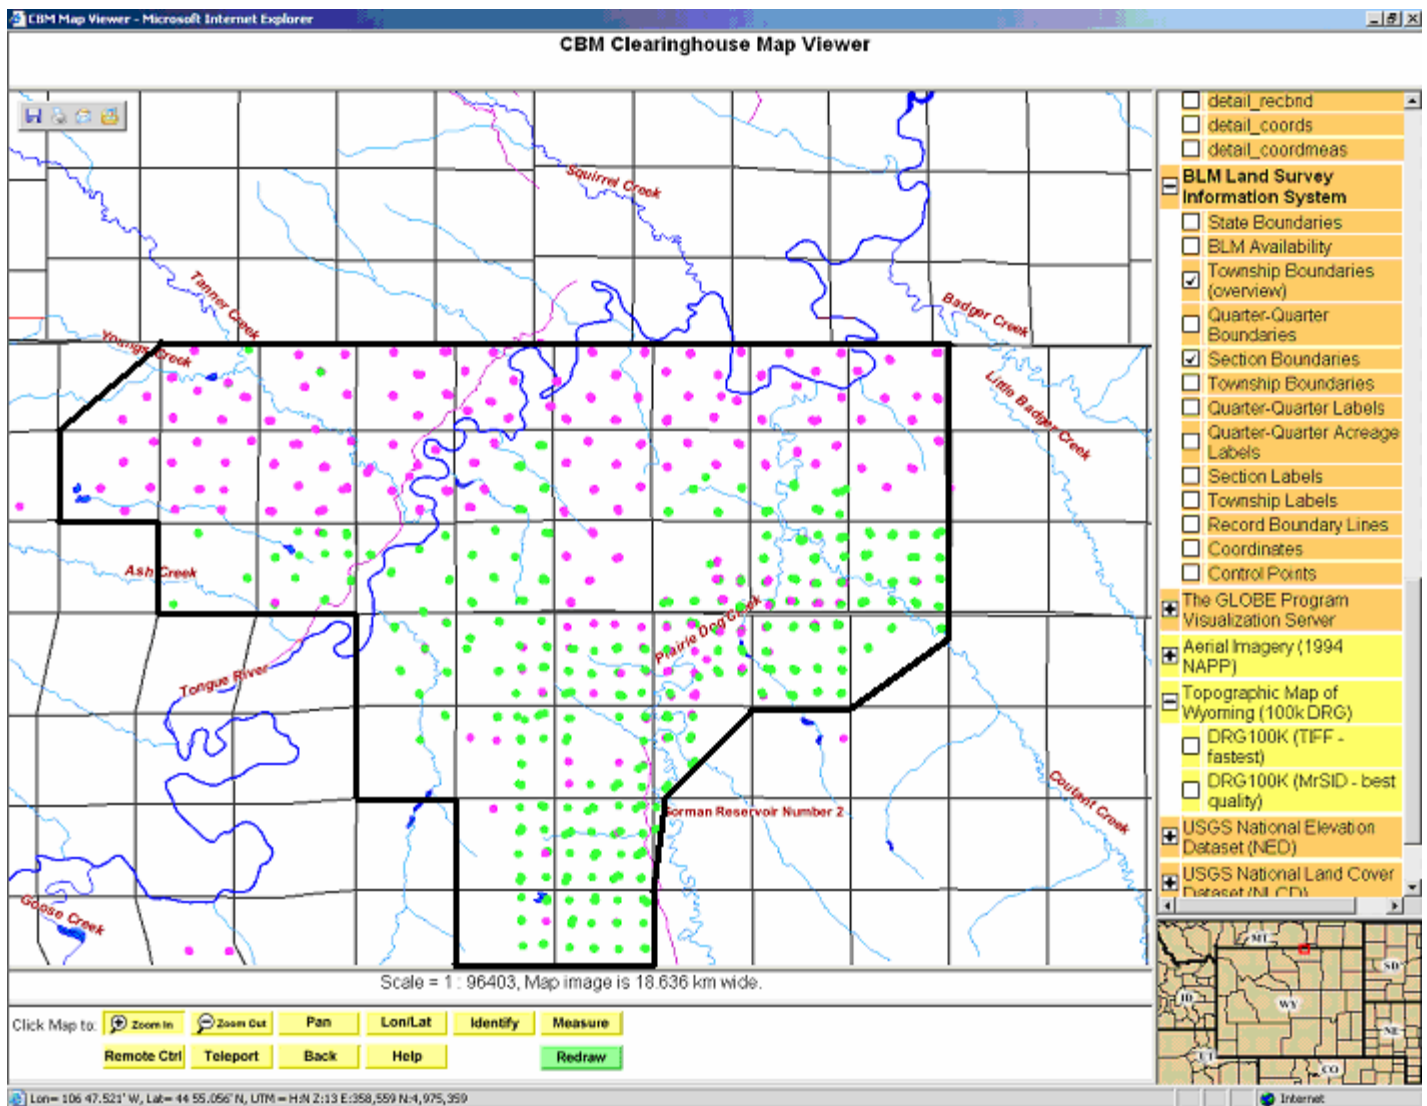 CBM Map Viewer - Microsoft Internet Explorer
CBM Clearinghouse Map Viewer
Squirrel Creek
Tanner Creek
Youngs Creek
Badger Creek
Little Badger Creek
Ash Creek
Prairie Dog Creek
Tongue River
Coutant Creek
Gorman Reservoir Number 2
Goose Creek
detail_recbnd
detail_coords
detail_coordmeas
BLM Land Survey
Information System
State Boundaries
BLM Availability
Township Boundaries
(overview)
Quarter-Quarter
Boundaries
Section Boundaries
Township Boundaries
Quarter-Quarter Labels
Quarter-Quarter Acreage
Labels
Section Labels
Township Labels
Record Boundary Lines
Coordinates
Control Points
The GLOBE Program
Visualization Server
Aerial Imagery (1994
NAPP)
Topographic Map of
Wyoming (100k DRG)
DRG100K (TIFF -
fastest)
DRG100K (MrSID - best
quality)
USGS National Elevation
Dataset (NED)
USGS National Land Cover
Dataset (NLCD)
MT
SD
ID
WY
NE
UT
CO
Scale = 1 : 96403, Map image is 18.636 km wide.
Click Map to: Zoom In Zoom Out Pan Lon/Lat Identify Measure
Remote Ctrl Teleport Back Help Redraw
Lon= 106 47.521' W, Lat= 44 55.056' N, UTM = H:N Z:13 E:358,559 N:4,975,359
Internet